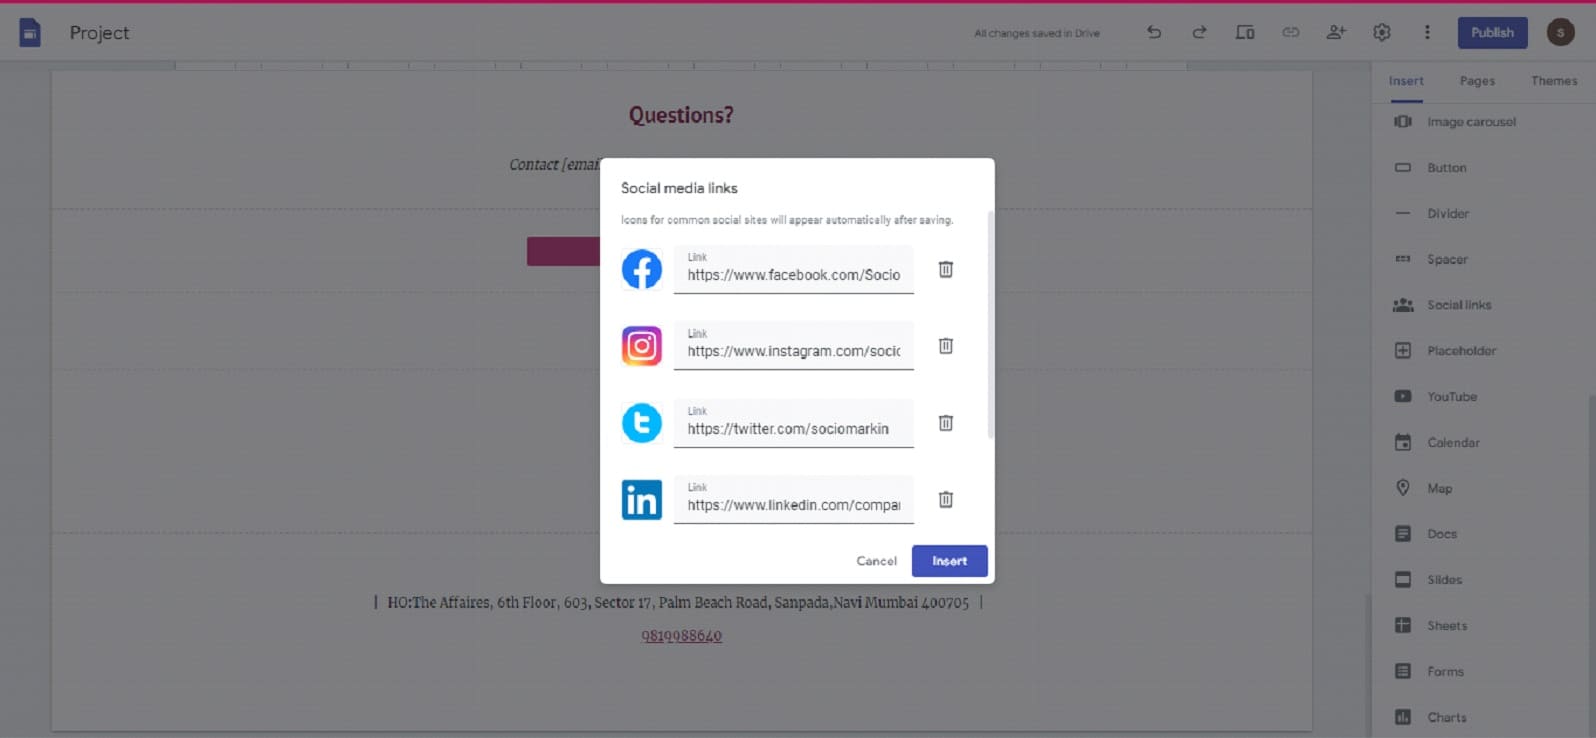 Project
All changes saved in Drive
Publish
S
Insert Pages Themes
Questions?
Contact [emai
Social media links
Icons for common social sites will appear automatically after saving.
Link
https://www.facebook.com/Socio
Link
https://www.instagram.com/socic
Link
https://twitter.com/sociomarkin
Link
https://www.linkedin.com/compa
Cancel
Insert
| HO:The Affaires, 6th Floor, 603, Sector 17, Palm Beach Road, Sanpada,Navi Mumbai 400705 |
9819988640
Image carousel
Button
Divider
Spacer
Social links
Placeholder
YouTube
Calendar
Map
Docs
Slides
Sheets
Forms
Charts